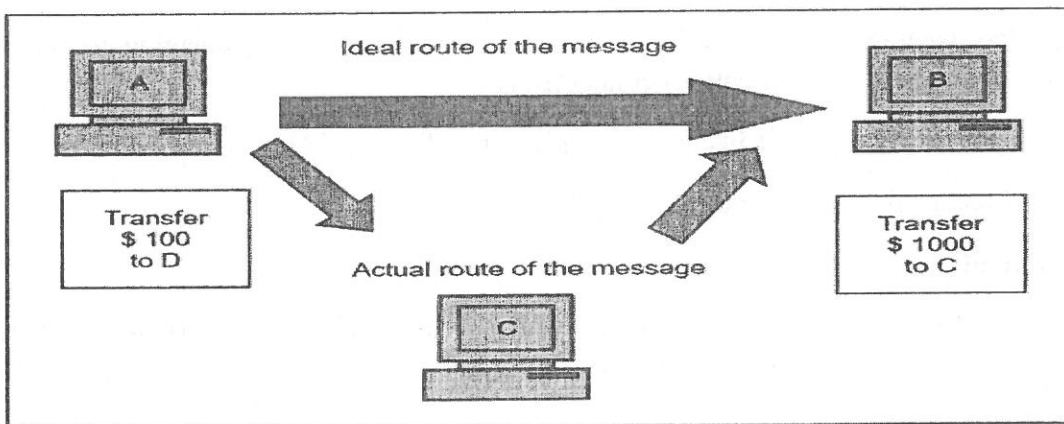 Ideal route of the message
A
B
Transfer
$ 100
to D
Transfer
$ 1000
to C
Actual route of the message
C